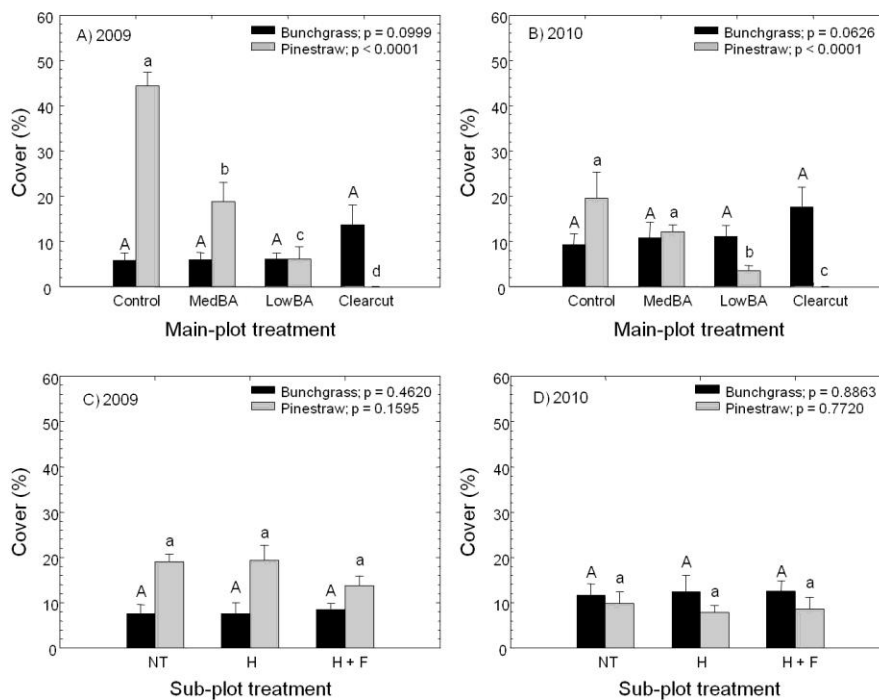 A) 2009
Bunchgrass; p = 0.0999
Pinestraw; p < 0.0001
Cover (%)
60
50
40
30
20
10
0
A
a
A
b
A
c
A
d
Control
MedBA
LowBA
Clearcut
Main-plot treatment
B) 2010
Bunchgrass; p = 0.0626
Pinestraw; p < 0.0001
Cover (%)
60
50
40
30
20
10
0
A
a
A
a
A
b
A
c
Control
MedBA
LowBA
Clearcut
Main-plot treatment
C) 2009
Bunchgrass; p = 0.4620
Pinestraw; p = 0.1595
Cover (%)
60
50
40
30
20
10
0
A
a
A
a
A
a
NT
H
H + F
Sub-plot treatment
D) 2010
Bunchgrass; p = 0.8863
Pinestraw; p = 0.7720
Cover (%)
60
50
40
30
20
10
0
A
a
A
a
A
a
NT
H
H + F
Sub-plot treatment